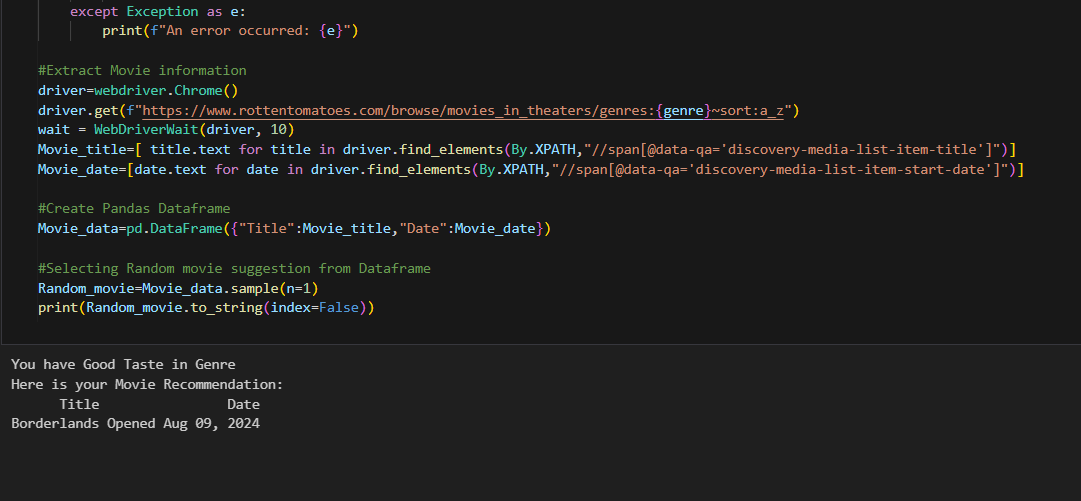 except Exception as e:
print(f"An error occurred: {e}")
#Extract Movie information
driver=webdriver.Chrome()
driver.get(f"https://www.rottentomatoes.com/browse/movies_in_theaters/genres:{genre}~sort:a_z")
wait = WebDriverWait(driver, 10)
Movie_title=[ title.text for title in driver.find_elements(By.XPATH,"//span[@data-qa='discovery-media-list-item-title']")]
Movie_date=[date.text for date in driver.find_elements(By.XPATH,"//span[@data-qa='discovery-media-list-item-start-date']")]
#Create Pandas Dataframe
Movie_data=pd.DataFrame({"Title":Movie_title,"Date":Movie_date})
#Selecting Random movie suggestion from Dataframe
Random_movie=Movie_data.sample(n=1)
print(Random_movie.to_string(index=False))
You have Good Taste in Genre
Here is your Movie Recommendation:
Title Date
Borderlands Opened Aug 09, 2024